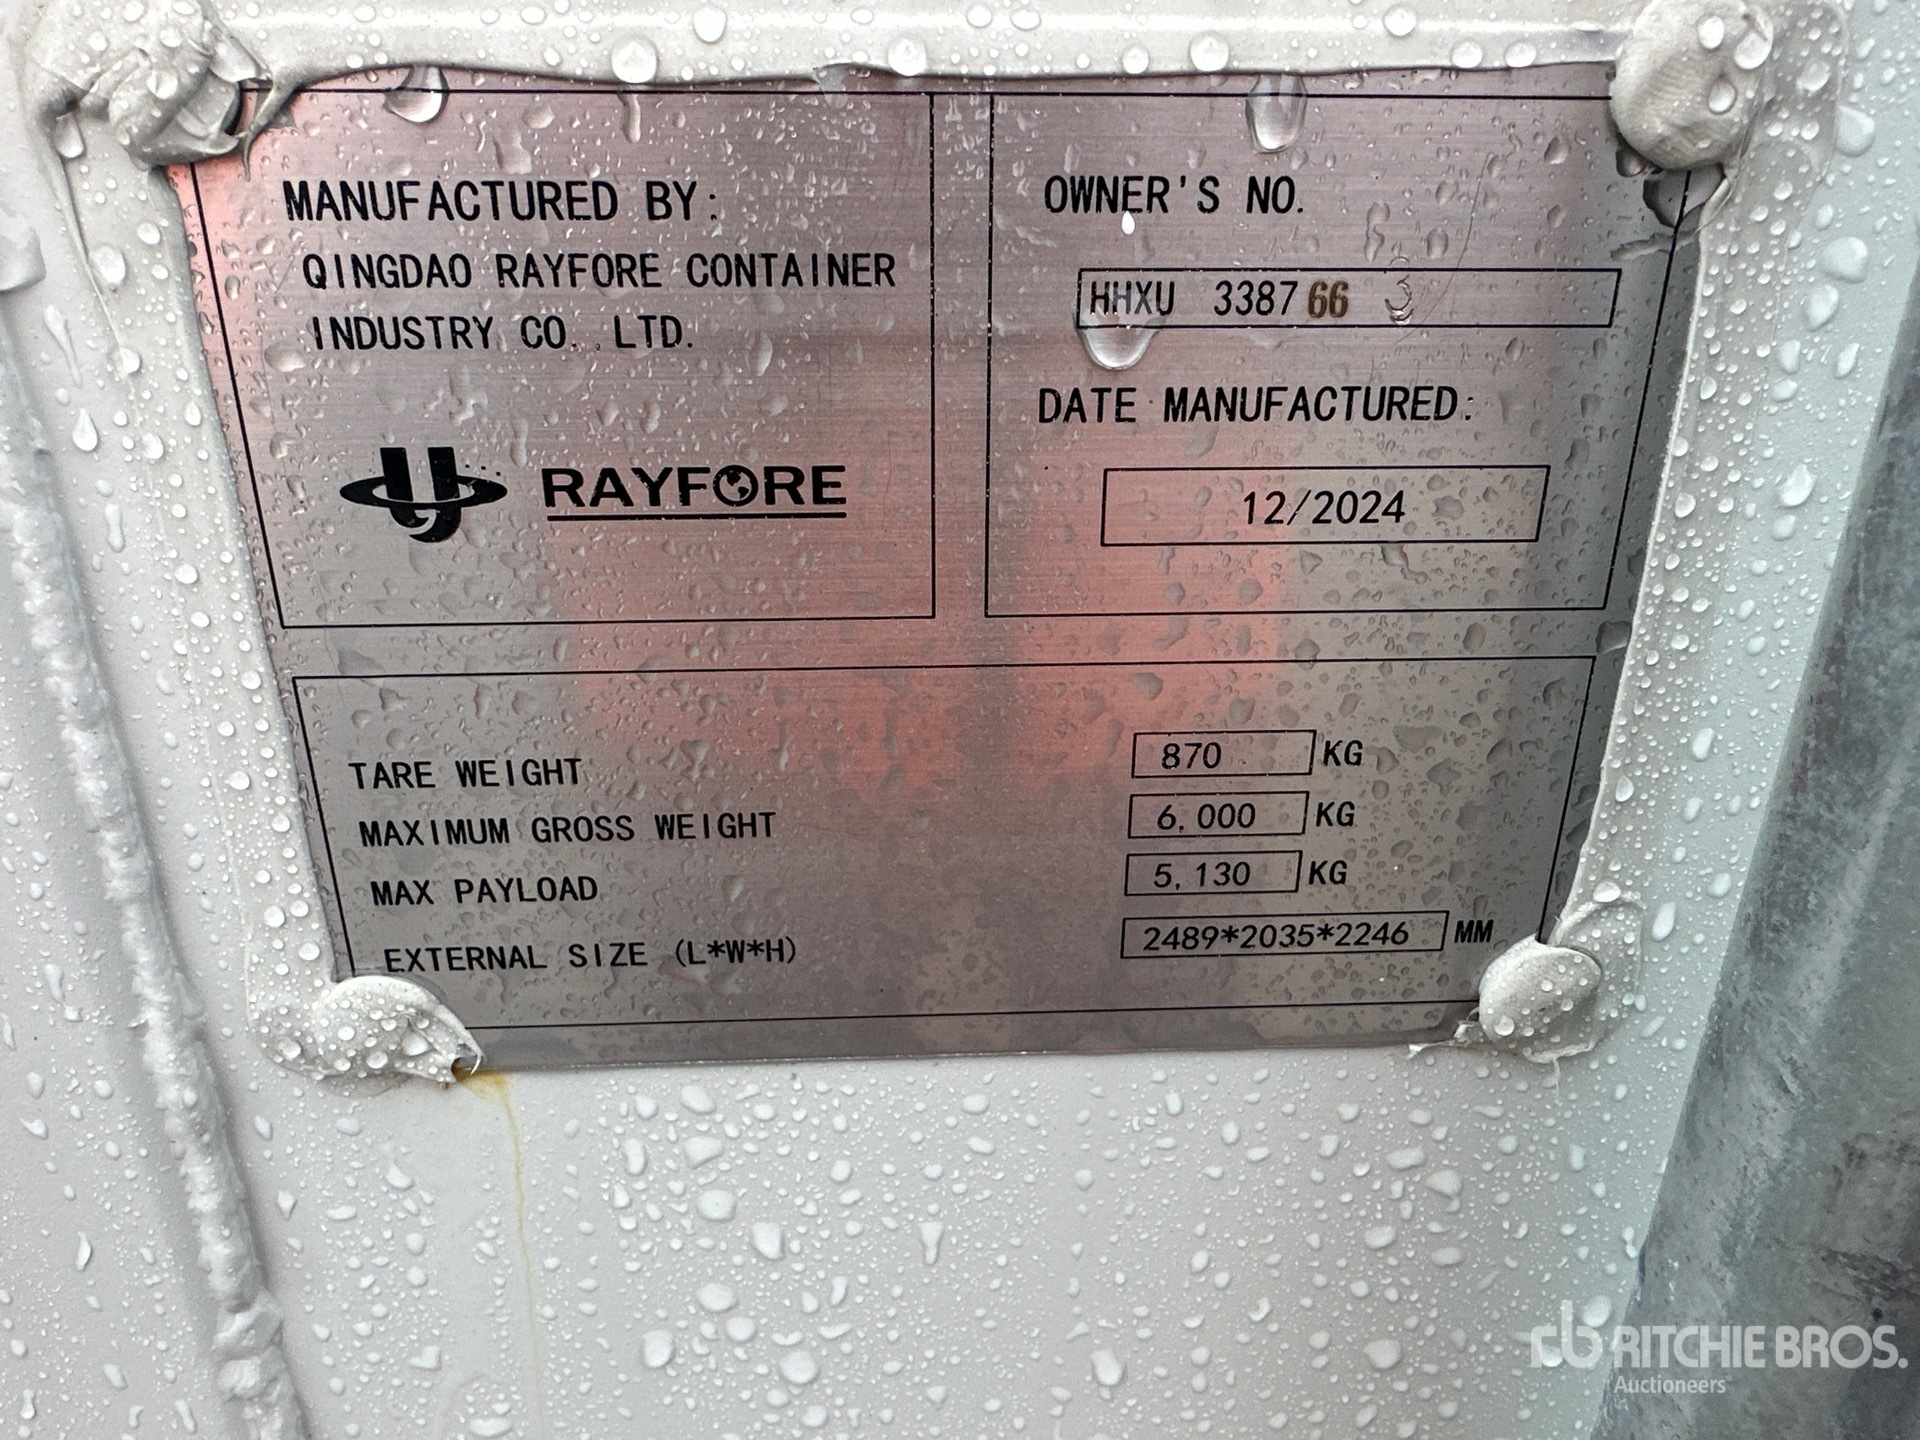 MANUFACTURED BY:
QINGDAO RAYFORE CONTAINER
INDUSTRY CO., LTD.
RAYFORE
OWNER'S NO.
HHXU 338766 3
DATE MANUFACTURED:
12/2024
TARE WEIGHT 870 KG
MAXIMUM GROSS WEIGHT 6,000 KG
MAX PAYLOAD 5,130 KG
EXTERNAL SIZE (L*W*H) 2489*2035*2246 MM
rb RITCHIE BROS.
Auctioneers